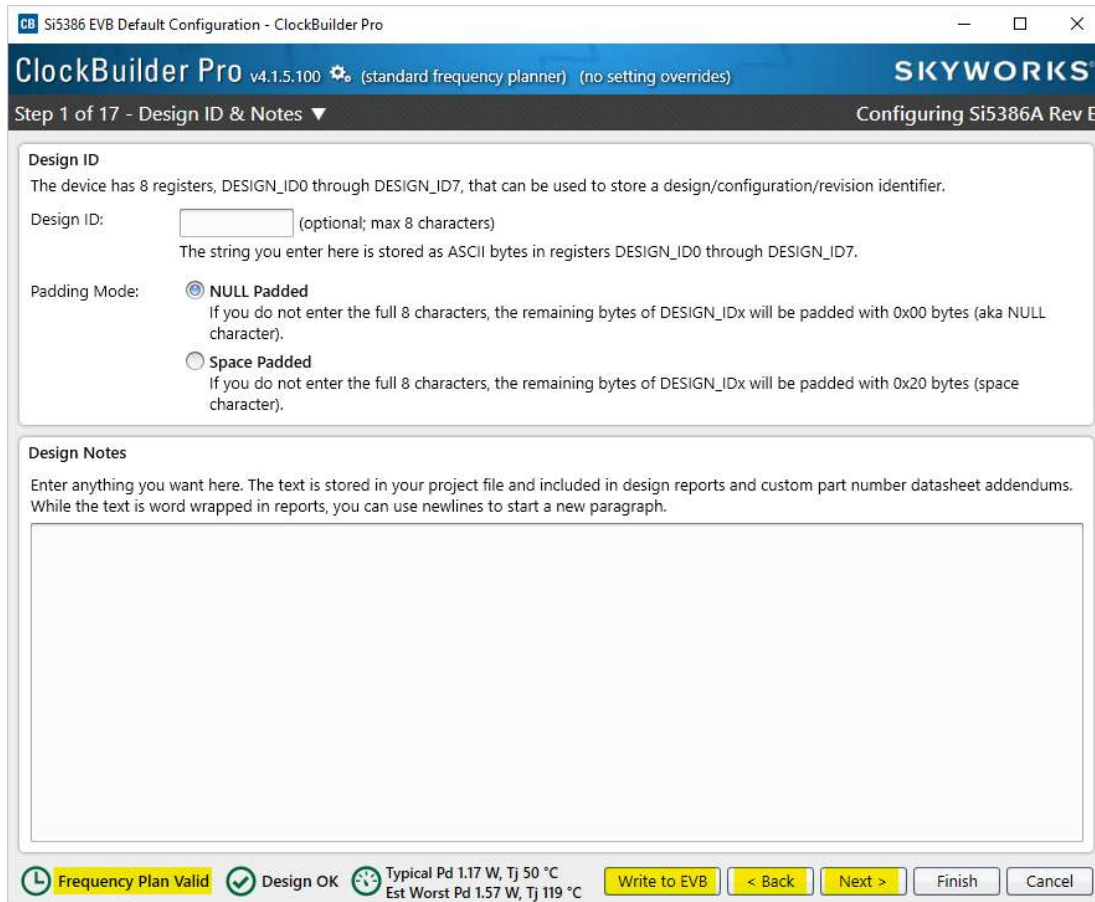 CB Si5386 EVB Default Configuration - ClockBuilder Pro
ClockBuilder Pro v4.1.5.100 (standard frequency planner) (no setting overrides) SKYWORKS
Step 1 of 17 - Design ID & Notes ▼ Configuring Si5386A Rev E
Design ID
The device has 8 registers, DESIGN_ID0 through DESIGN_ID7, that can be used to store a design/configuration/revision identifier.
Design ID: (optional; max 8 characters)
The string you enter here is stored as ASCII bytes in registers DESIGN_ID0 through DESIGN_ID7.
Padding Mode: NULL Padded
If you do not enter the full 8 characters, the remaining bytes of DESIGN_IDx will be padded with 0x00 bytes (aka NULL
character).
Space Padded
If you do not enter the full 8 characters, the remaining bytes of DESIGN_IDx will be padded with 0x20 bytes (space
character).
Design Notes
Enter anything you want here. The text is stored in your project file and included in design reports and custom part number datasheet addendums.
While the text is word wrapped in reports, you can use newlines to start a new paragraph.
Frequency Plan Valid Design OK Typical Pd 1.17 W, Tj 50 °C
Est Worst Pd 1.57 W, Tj 119 °C
Write to EVB < Back Next > Finish Cancel